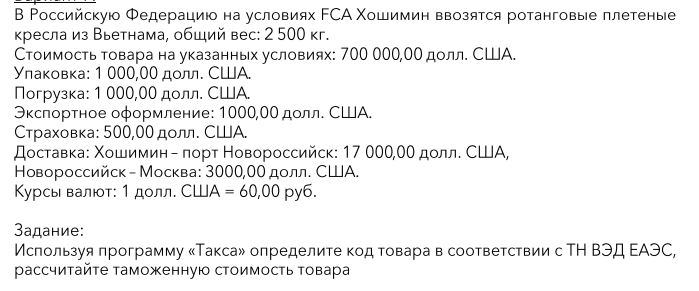 В Российскую Федерацию на условиях FCA Хошимин ввозятся ротанговые плетеные
кресла из Вьетнама, общий вес: 2 500 кг.
Стоимость товара на указанных условиях: 700 000,00 долл. США.
Упаковка: 1 000,00 долл. США.
Погрузка: 1 000,00 долл. США.
Экспортное оформление: 1000,00 долл. США.
Страховка: 500,00 долл. США.
Доставка: Хошимин – порт Новороссийск: 17 000,00 долл. США,
Новороссийск – Москва: 3000,00 долл. США.
Курсы валют: 1 долл. США = 60,00 руб.
Задание:
Используя программу «Такса» определите код товара в соответствии с ТН ВЭД ЕАЭС,
рассчитайте таможенную стоимость товара